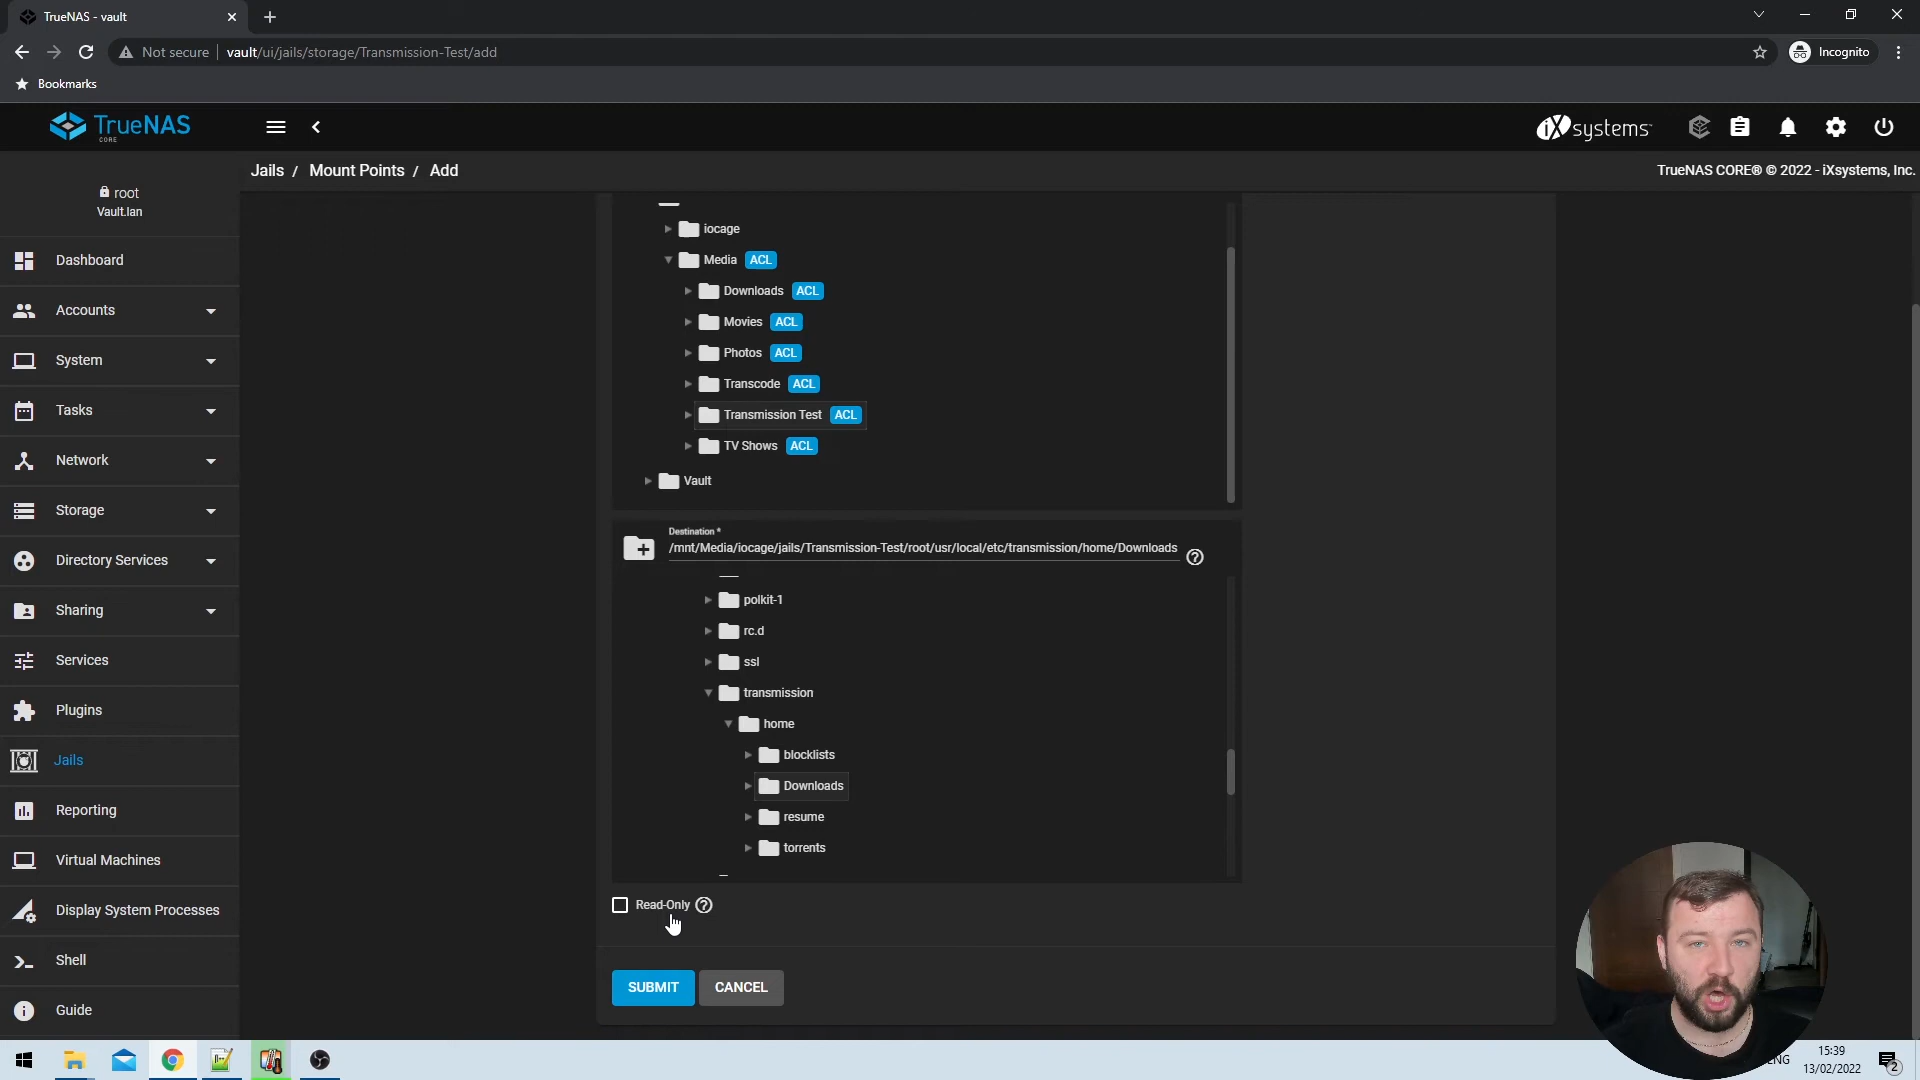 TrueNAS - vault
Not secure
vault/ui/jails/storage/Transmission-Test/add
Incognito
Bookmarks
TrueNAS
CORE
iXsystems
Jails / Mount Points / Add
TrueNAS CORE® © 2022 - iXsystems, Inc.
root
Vault.lan
Dashboard
Accounts
System
Tasks
Network
Storage
Directory Services
Sharing
Services
Plugins
Jails
Reporting
Virtual Machines
Display System Processes
Shell
Guide
iocage
Media ACL
Downloads ACL
Movies ACL
Photos ACL
Transcode ACL
Transmission Test ACL
TV Shows ACL
Vault
Destination *
/mnt/Media/iocage/jails/Transmission-Test/root/usr/local/etc/transmission/home/Downloads
polkit-1
rc.d
ssl
transmission
home
blocklists
Downloads
resume
torrents
Read-Only
SUBMIT
CANCEL
15:39
13/02/2022
2